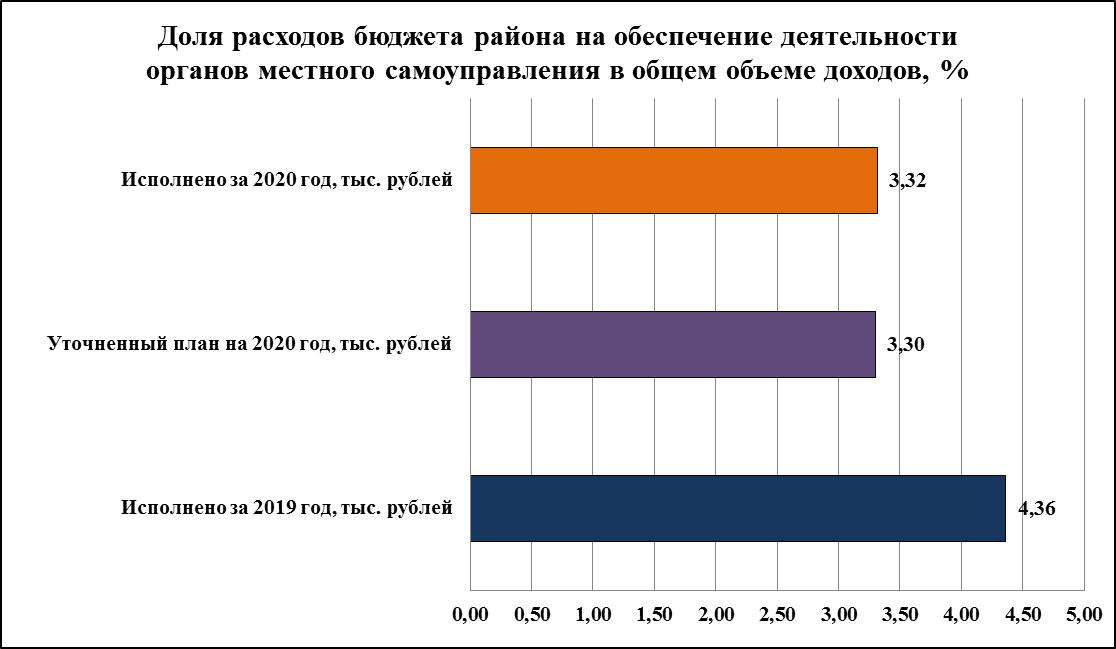 Доля расходов бюджета района на обеспечение деятельности
органов местного самоуправления в общем объеме доходов, %
Исполнено за 2020 год, тыс. рублей
3,32
Уточненный план на 2020 год, тыс. рублей
3,30
Исполнено за 2019 год, тыс. рублей
4,36
0,00 0,50 1,00 1,50 2,00 2,50 3,00 3,50 4,00 4,50 5,00